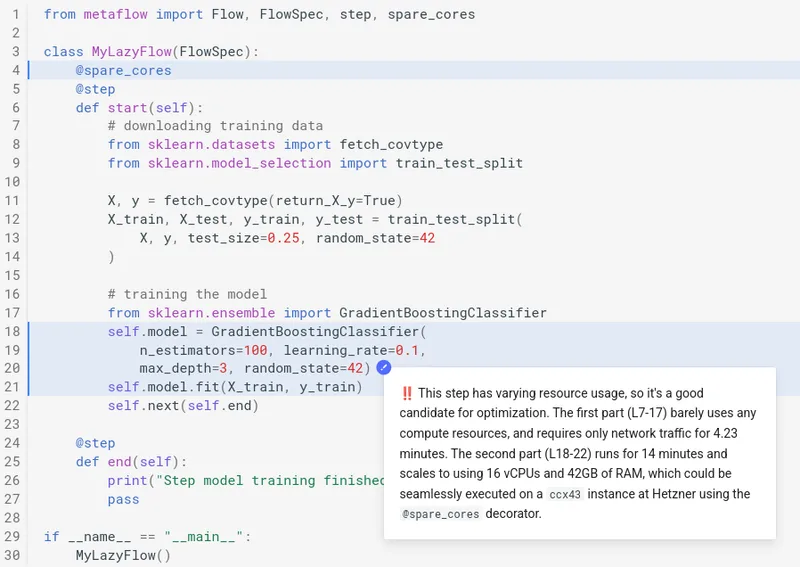 1 from metaflow import Flow, FlowSpec, step, spare_cores
2
3 class MyLazyFlow(FlowSpec):
4     @spare_cores
5     @step
6     def start(self):
7         # downloading training data
8         from sklearn.datasets import fetch_covtype
9         from sklearn.model_selection import train_test_split
10
11         X, y = fetch_covtype(return_X_y=True)
12         X_train, X_test, y_train, y_test = train_test_split(
13             X, y, test_size=0.25, random_state=42
14         )
15
16         # training the model
17         from sklearn.ensemble import GradientBoostingClassifier
18         self.model = GradientBoostingClassifier(
19             n_estimators=100, learning_rate=0.1,
20             max_depth=3, random_state=42)
21         self.model.fit(X_train, y_train)
22         self.next(self.end)
23
24     @step
25     def end(self):
26         print("Step model training finished
27         pass
28
29 if __name__ == "__main__":
30     MyLazyFlow()
‼ This step has varying resource usage, so it's a good
candidate for optimization. The first part (L7-17) barely uses any
compute resources, and requires only network traffic for 4.23
minutes. The second part (L18-22) runs for 14 minutes and
scales to using 16 vCPUs and 42GB of RAM, which could be
seamlessly executed on a ccx43 instance at Hetzner using the
@spare_cores decorator.